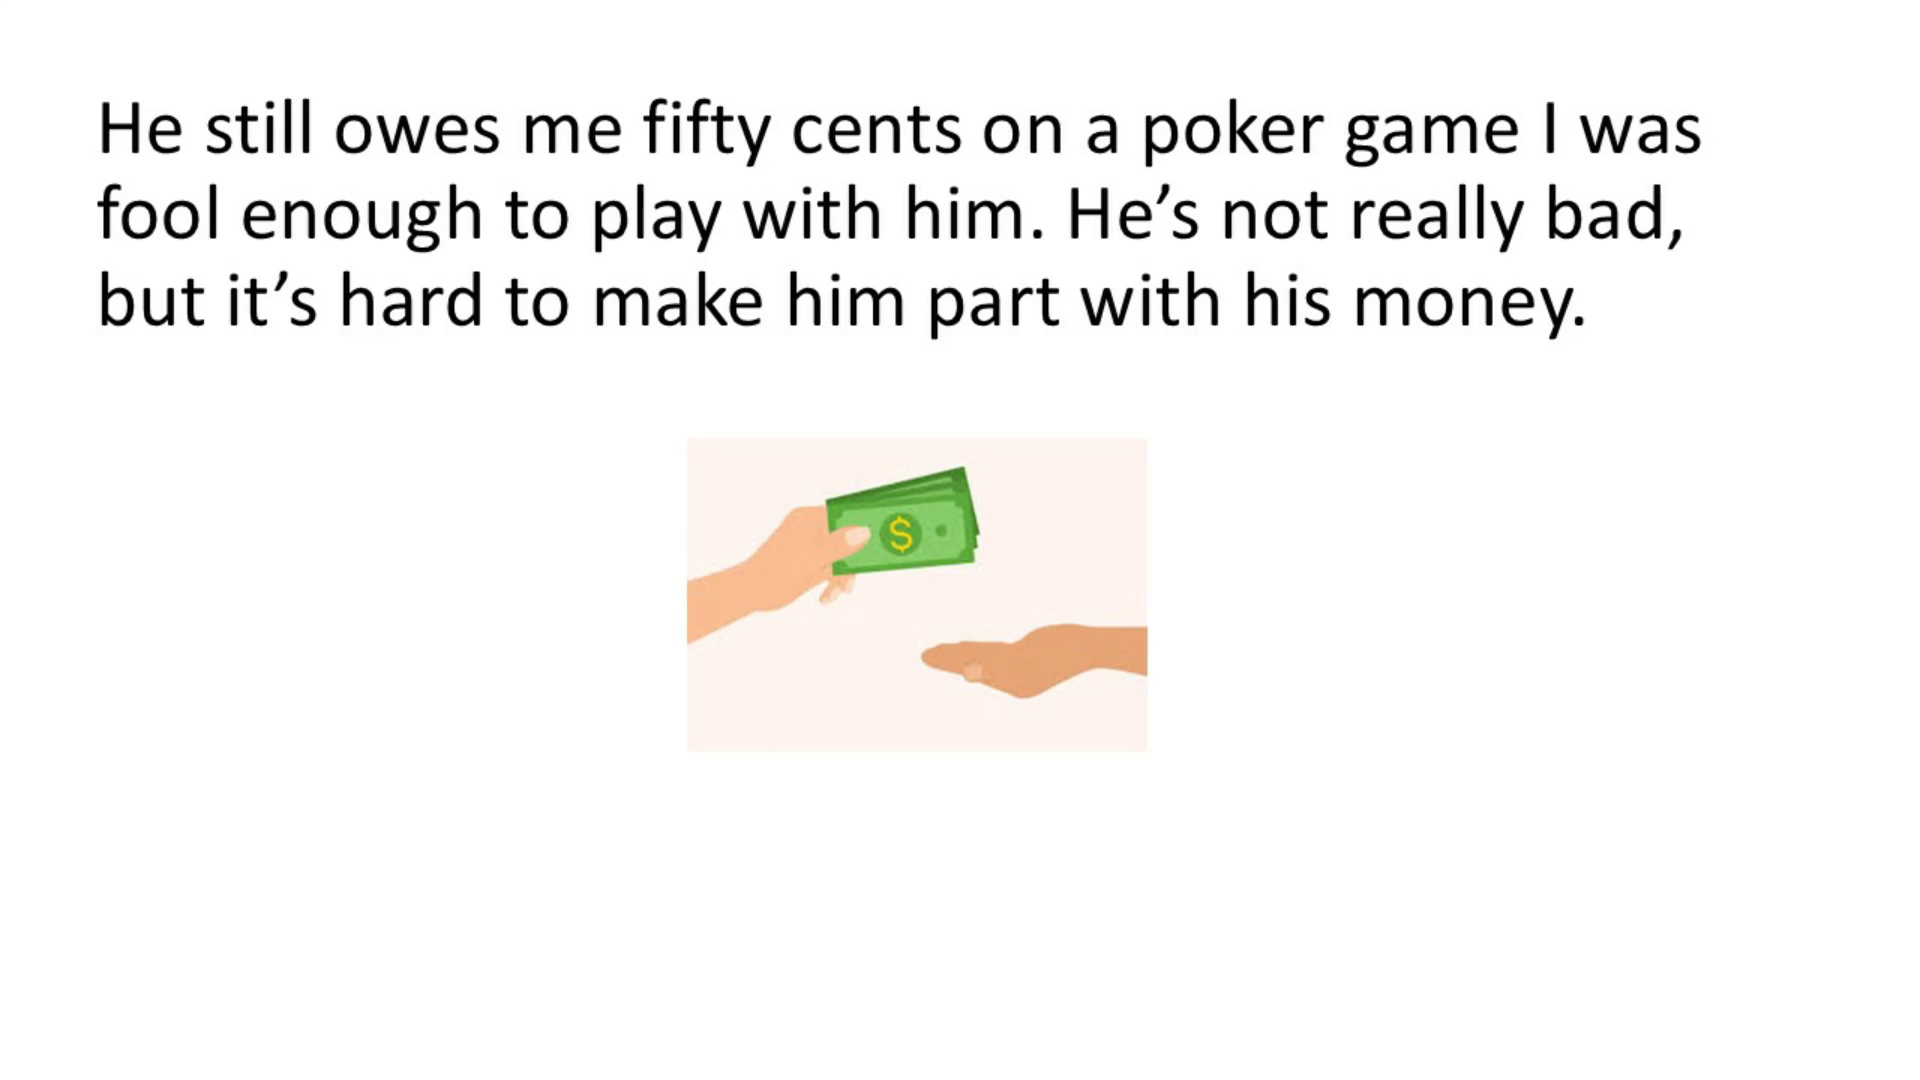 He still owes me fifty cents on a poker game I was
fool enough to play with him. He’s not really bad,
but it’s hard to make him part with his money.
$